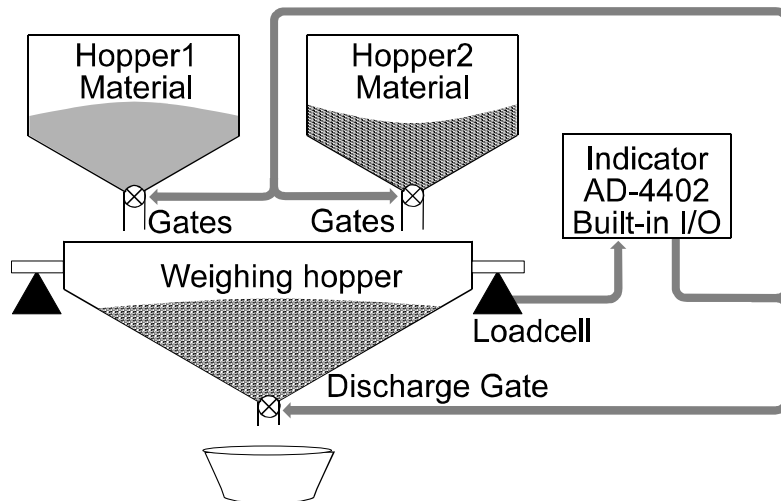 Hopper1
Material
Hopper2
Material
Indicator
AD-4402
Built-in I/O
Gates
Gates
Weighing hopper
Loadcell
Discharge Gate